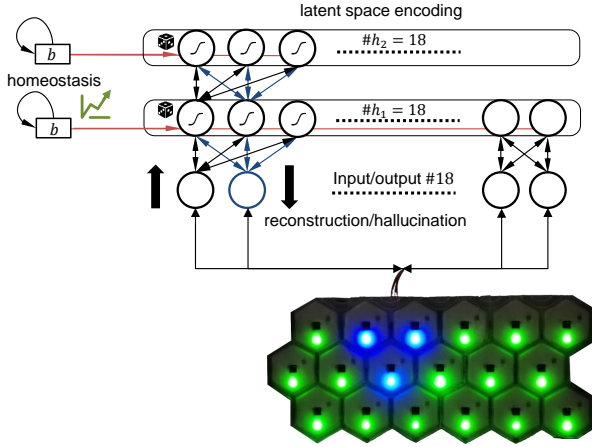 latent space encoding
b
#h₂ = 18
homeostasis
b
#h₁ = 18
Input/output #18
reconstruction/hallucination